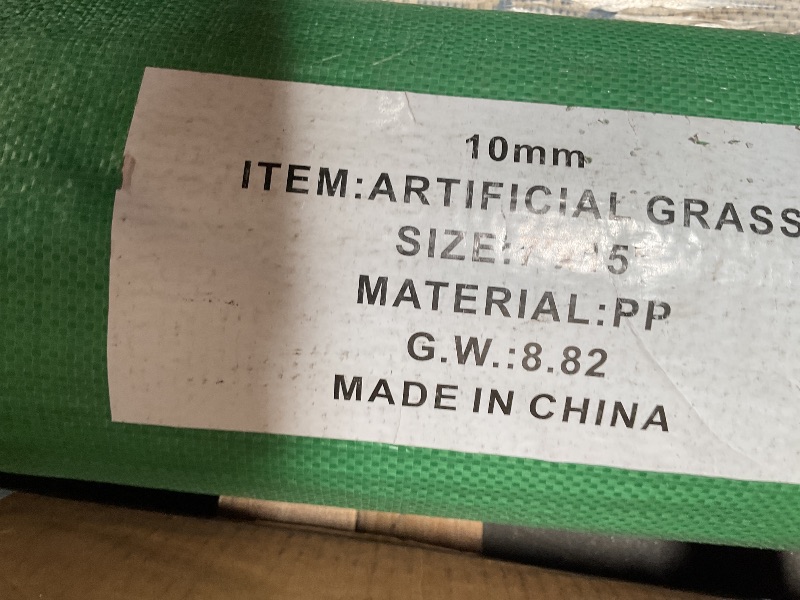 10mm
ITEM:ARTIFICIAL GRASS
SIZE:
MATERIAL:PP
G.W.:8.82
MADE IN CHINA